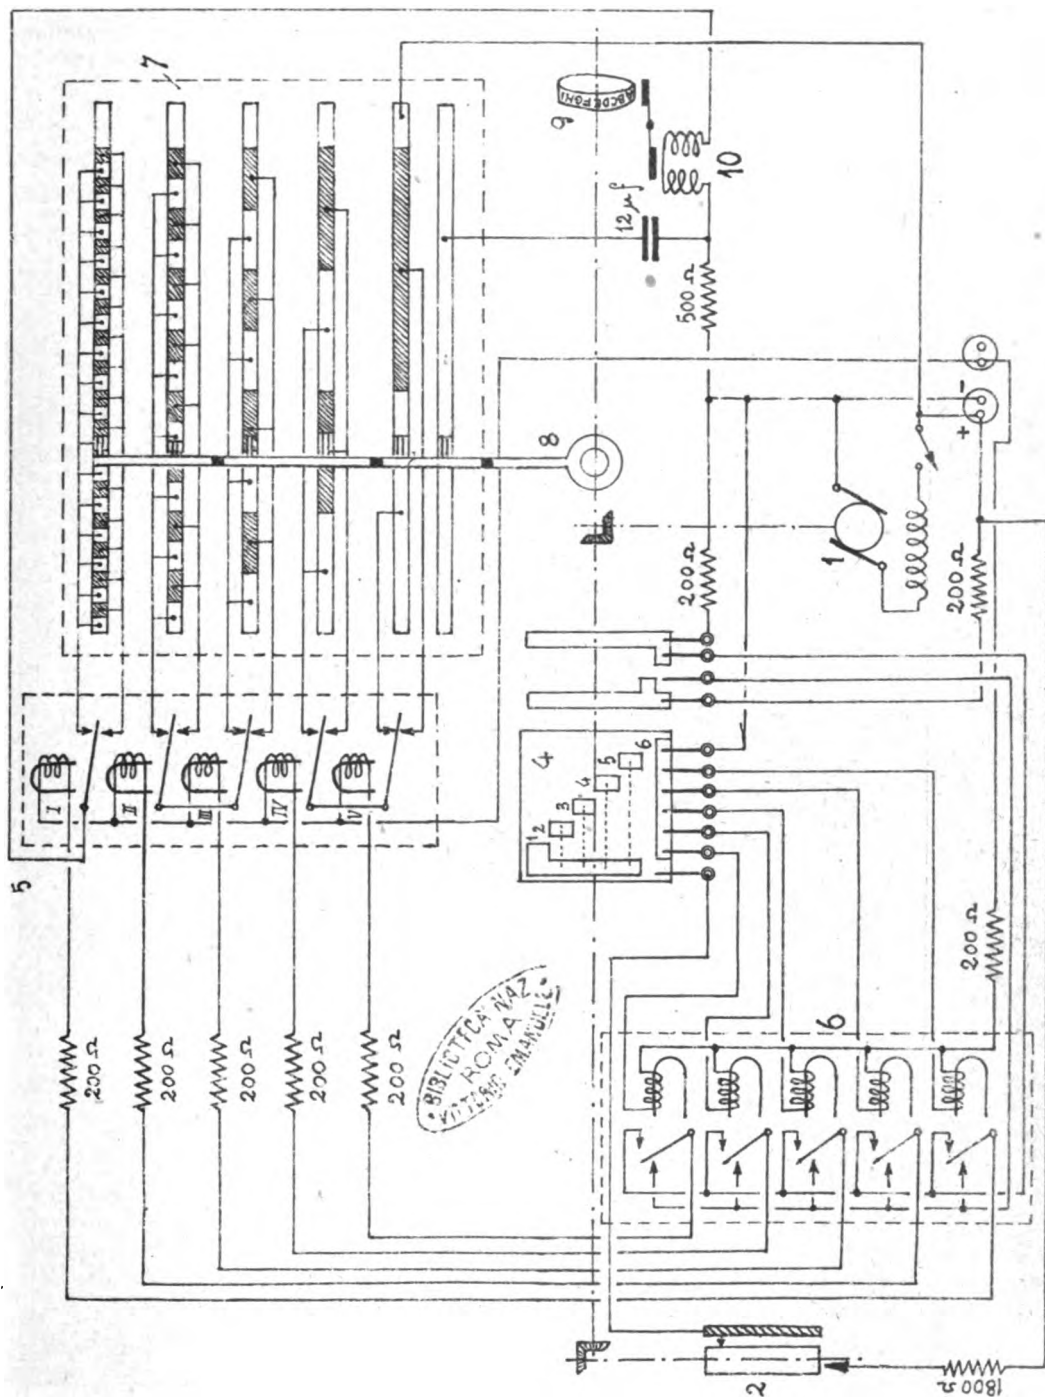 7
9
ABCDEFGHI
10
12 μf
500 Ω
8
-
+
1
200 Ω
200 Ω
4
1
2
3
4
5
6
I
II
III
IV
V
5
200 Ω
200 Ω
200 Ω
200 Ω
200 Ω
200 Ω
6
BIBLIOTECA NAZ
ROMA
VITTORIO EMANUELE
2
1800 Ω